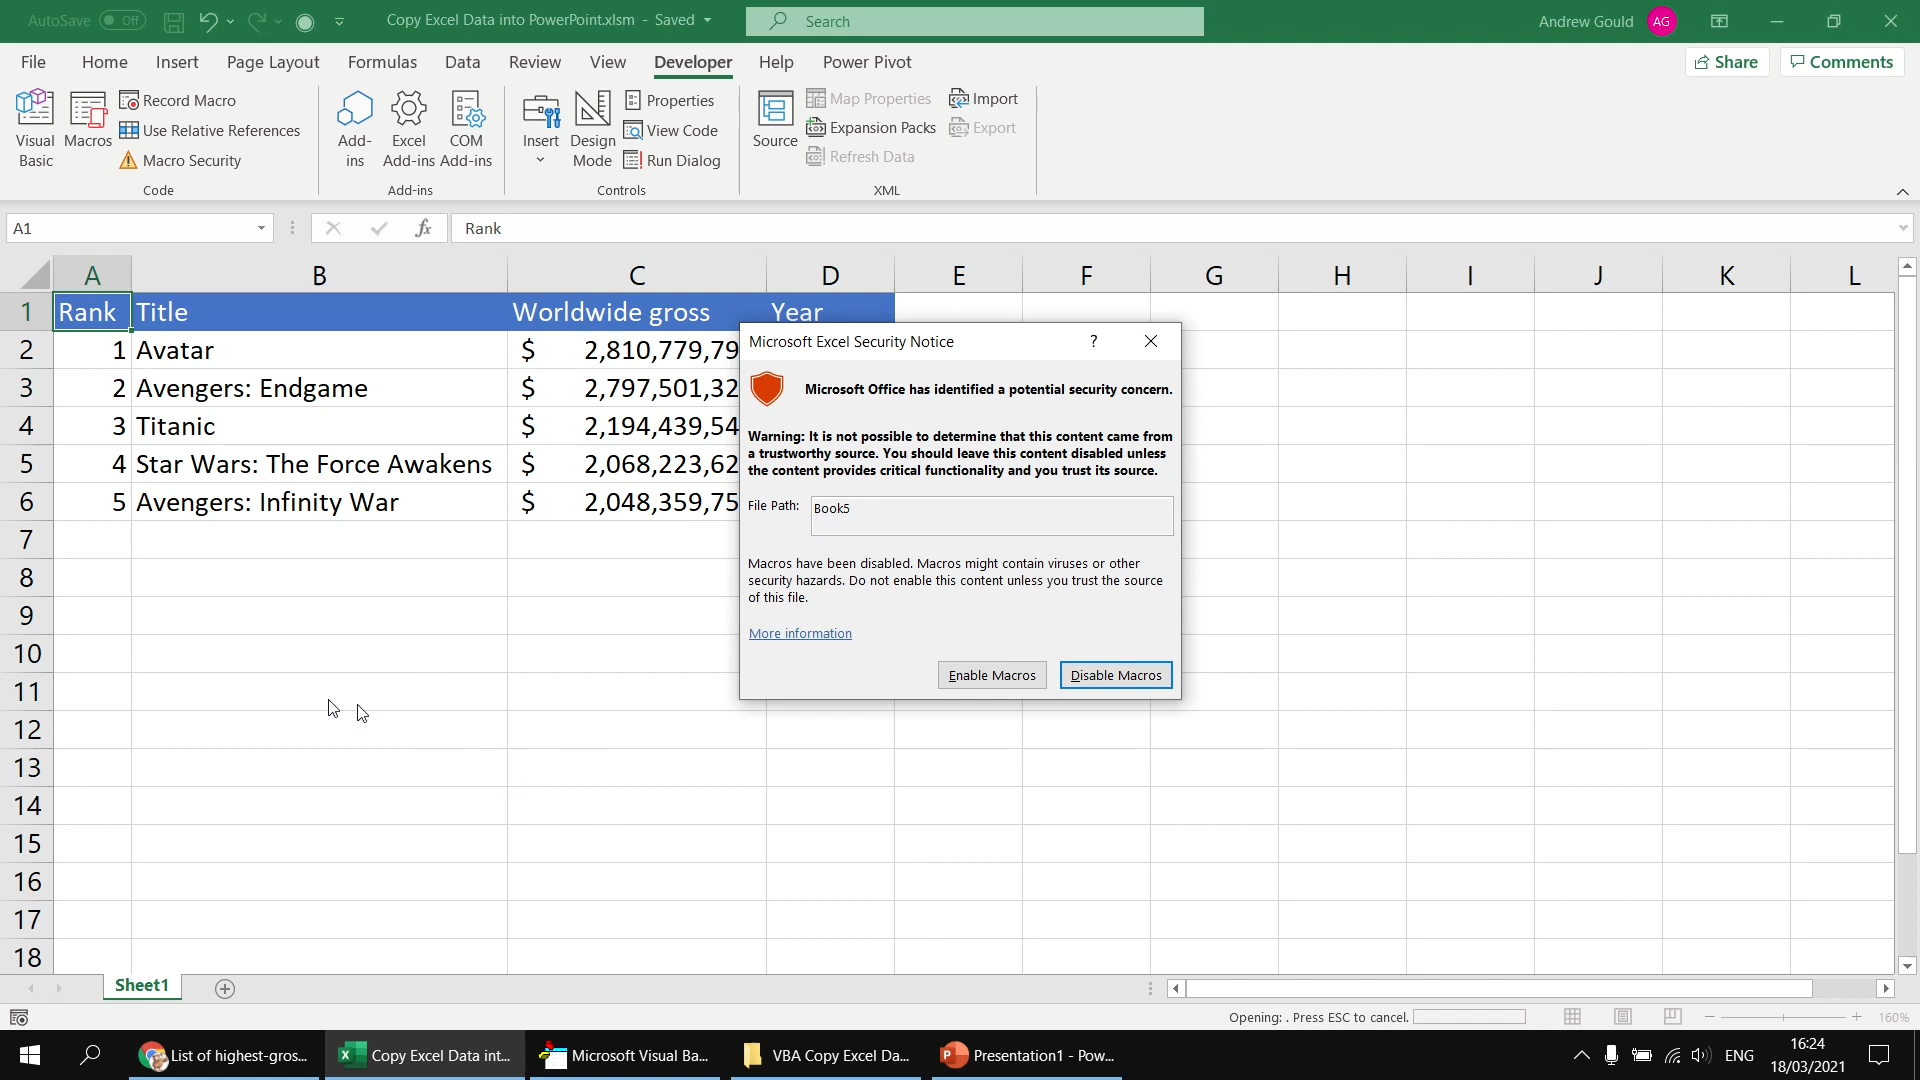 AutoSave Off Copy Excel Data into PowerPoint.xlsm - Saved Search Andrew Gould AG
File Home Insert Page Layout Formulas Data Review View Developer Help Power Pivot Share Comments
Visual Basic
Macros
Record Macro
Use Relative References
Macro Security
Code
Add-ins
Excel Add-ins
COM Add-ins
Add-ins
Insert
Design Mode
Properties
View Code
Run Dialog
Controls
Source
Map Properties
Expansion Packs
Refresh Data
Import
Export
XML
A1 fx Rank
A B C D E F G H I J K L
1 Rank Title Worldwide gross Year
2 1 Avatar $ 2,810,779,79
3 2 Avengers: Endgame $ 2,797,501,32
4 3 Titanic $ 2,194,439,54
5 4 Star Wars: The Force Awakens $ 2,068,223,62
6 5 Avengers: Infinity War $ 2,048,359,75
7
8
9
10
11
12
13
14
15
16
17
18
Microsoft Excel Security Notice ?
Microsoft Office has identified a potential security concern.
Warning: It is not possible to determine that this content came from
a trustworthy source. You should leave this content disabled unless
the content provides critical functionality and you trust its source.
File Path: Book5
Macros have been disabled. Macros might contain viruses or other
security hazards. Do not enable this content unless you trust the source
of this file.
More information
Enable Macros Disable Macros
Sheet1
Opening: . Press ESC to cancel. 160%
List of highest-gros... Copy Excel Data int... Microsoft Visual Ba... VBA Copy Excel Da... Presentation1 - Pow... ENG
16:24
18/03/2021